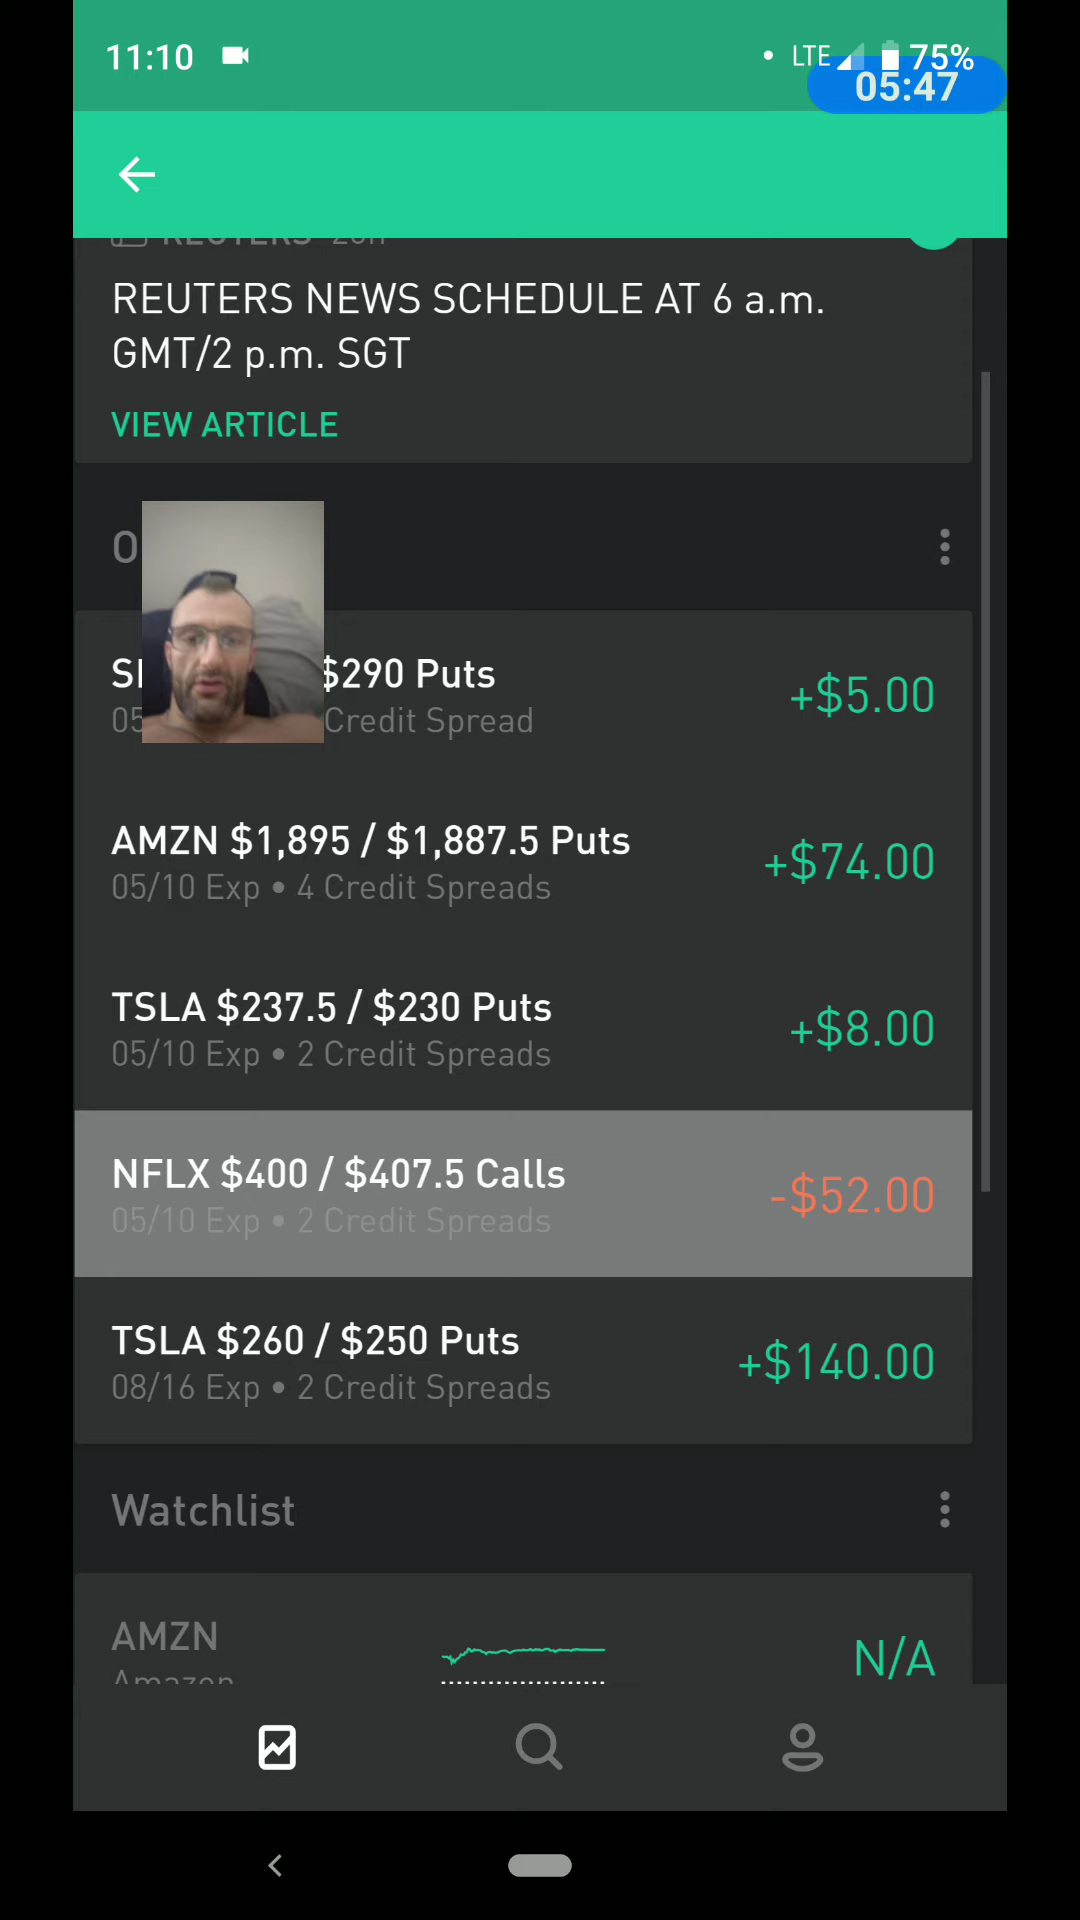 11:10 LTE 75%
05:47
REUTERS NEWS SCHEDULE AT 6 a.m.
GMT/2 p.m. SGT
VIEW ARTICLE
$290 Puts
+$5.00
Credit Spread
AMZN $1,895 / $1,887.5 Puts
+$74.00
05/10 Exp • 4 Credit Spreads
TSLA $237.5 / $230 Puts
+$8.00
05/10 Exp • 2 Credit Spreads
NFLX $400 / $407.5 Calls
-$52.00
05/10 Exp • 2 Credit Spreads
TSLA $260 / $250 Puts
+$140.00
08/16 Exp • 2 Credit Spreads
Watchlist
AMZN
N/A
Amazon